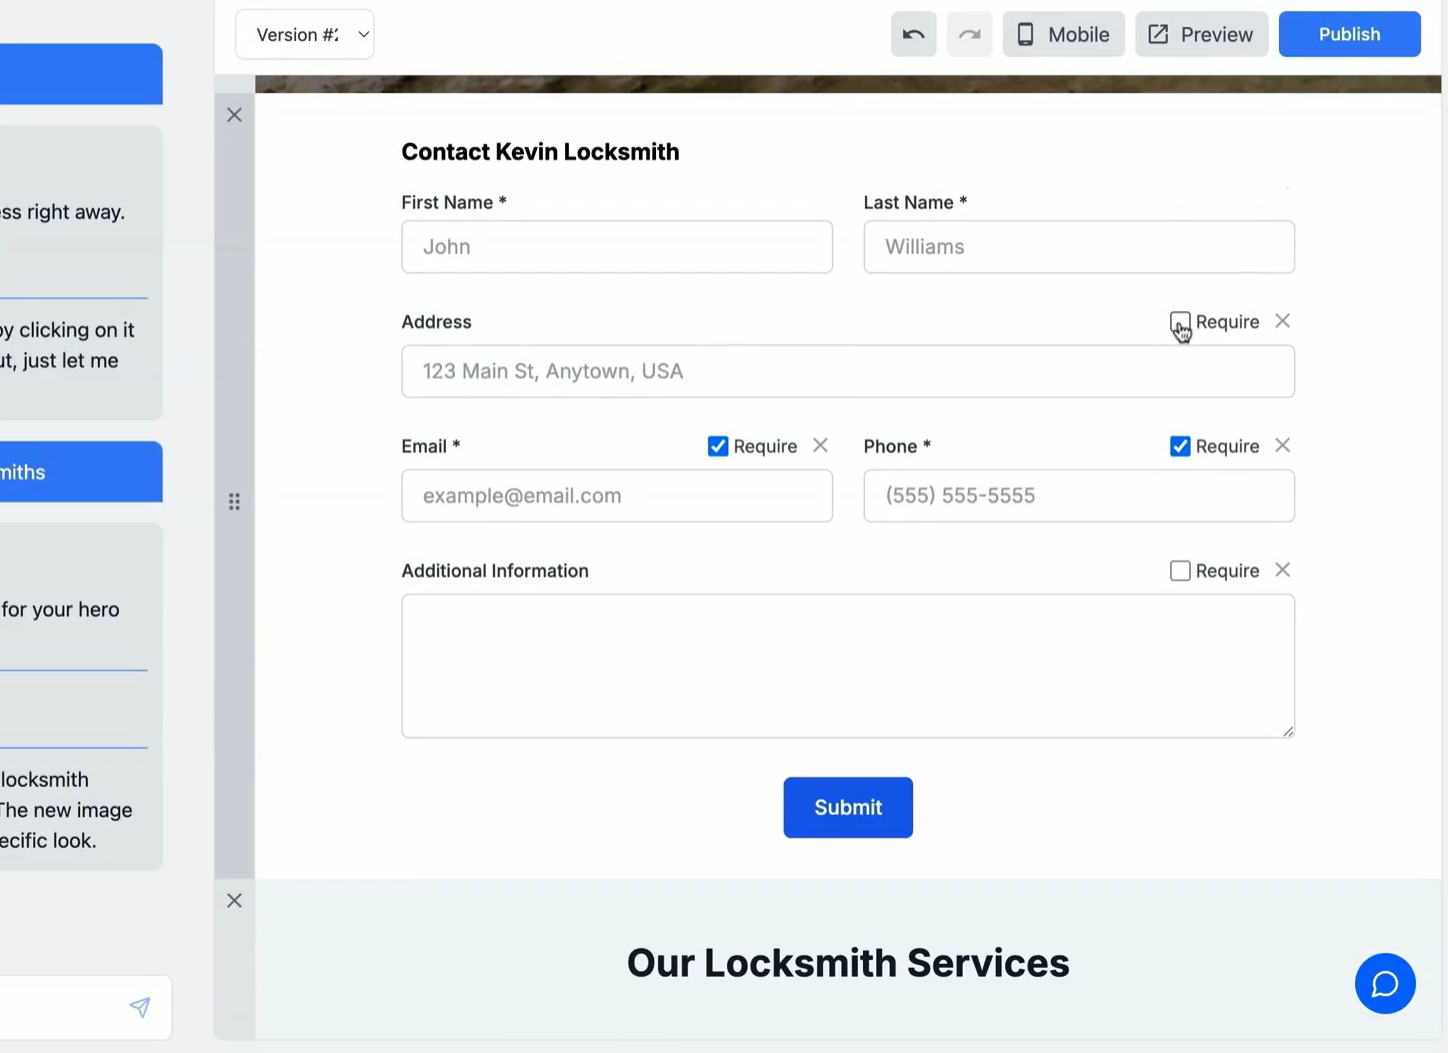 Version #2
Mobile
Preview
Publish
ss right away.
y clicking on it
ut, just let me
miths
for your hero
locksmith
The new image
ecific look.
Contact Kevin Locksmith
First Name *
Last Name *
John
Williams
Address
Require
123 Main St, Anytown, USA
Email *
Require
Phone *
Require
example@email.com
(555) 555-5555
Additional Information
Require
Submit
Our Locksmith Services